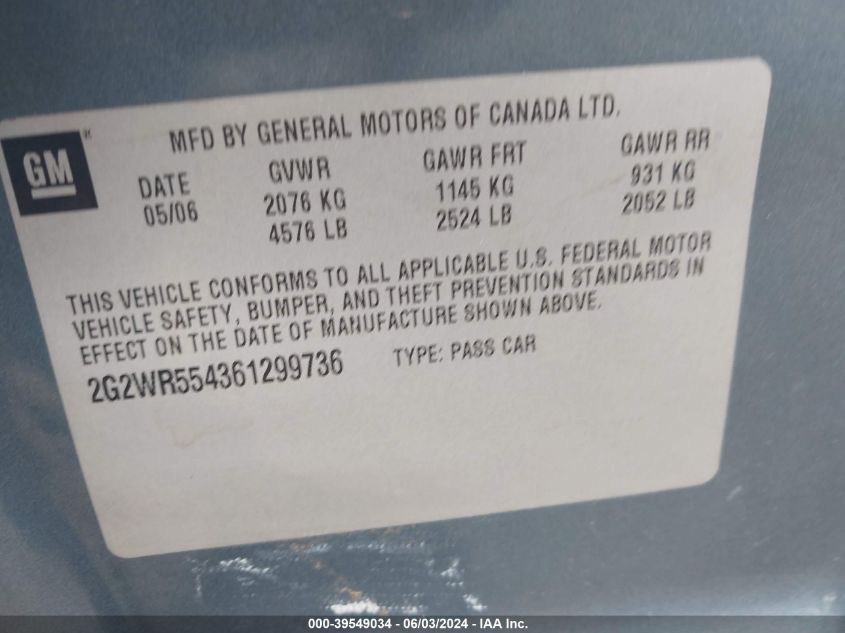 MFD BY GENERAL MOTORS OF CANADA LTD.
GM
DATE GVWR GAWR FRT GAWR RR
05/06 2076 KG 1145 KG 931 KG
4576 LB 2524 LB 2052 LB
THIS VEHICLE CONFORMS TO ALL APPLICABLE U.S. FEDERAL MOTOR
VEHICLE SAFETY, BUMPER, AND THEFT PREVENTION STANDARDS IN
EFFECT ON THE DATE OF MANUFACTURE SHOWN ABOVE.
2G2WR554361299736 TYPE: PASS CAR
000-39549034 - 06/03/2024 - IAA Inc.